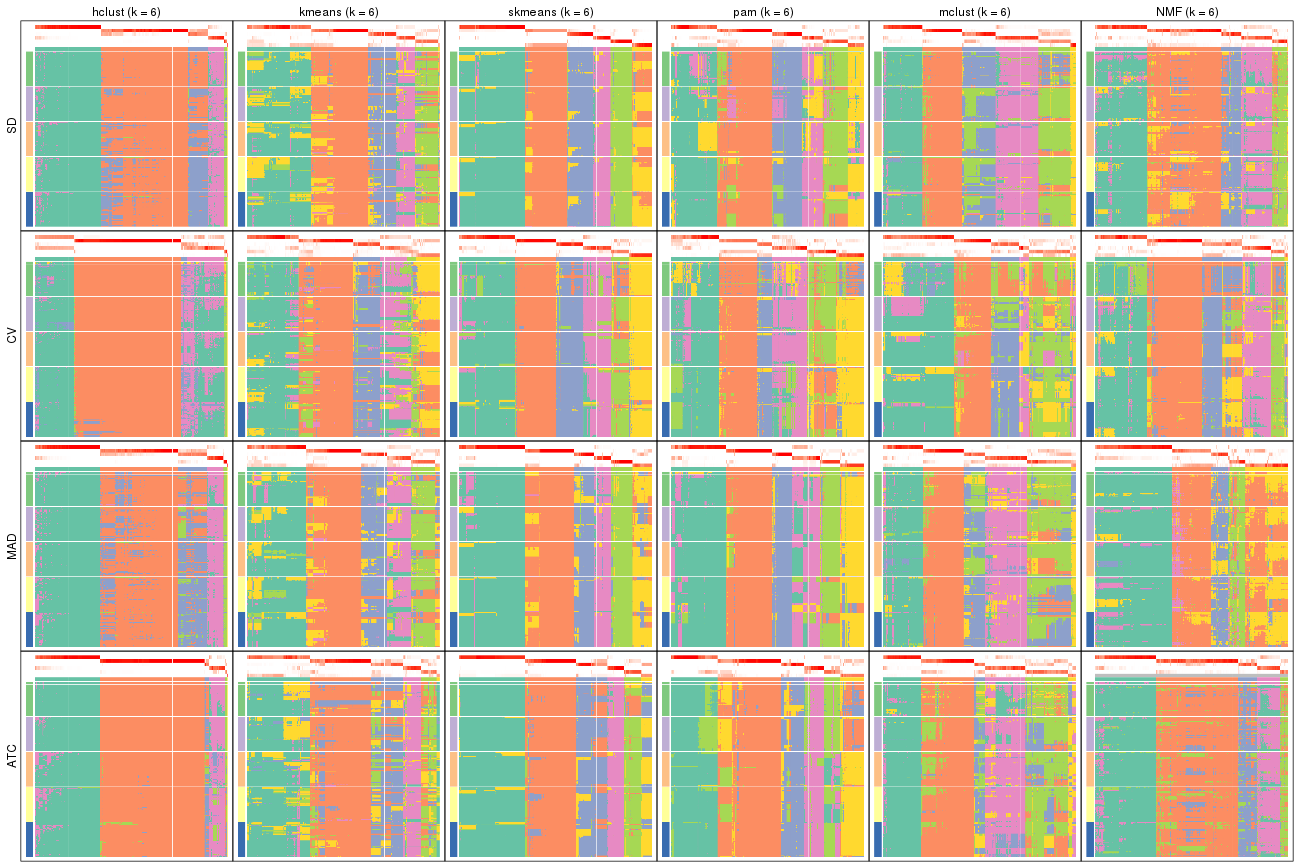 hclust (k = 6) kmeans (k = 6) skmeans (k = 6) pam (k = 6) mclust (k = 6) NMF (k = 6)
SD
CV
MAD
ATC